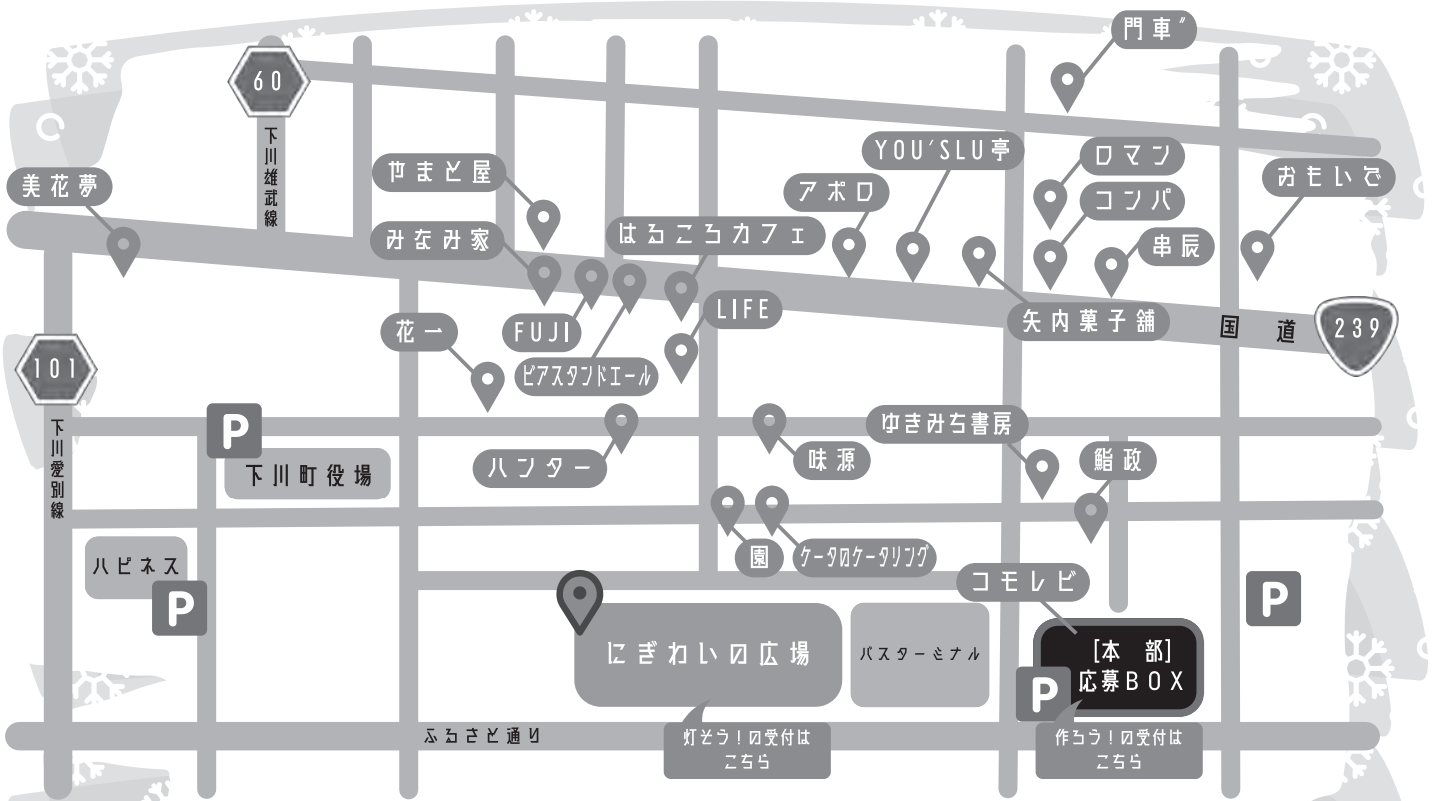 門車〃
60
下川雄武線
YOU'SLU亭
ロマン
やまと屋
おもいで
美花夢
アポロ
コンパ
みなみ家
はるころカフェ
串辰
LIFE
矢内菓子舗
国道
239
花一
FUJI
ピアスタンドエール
101
下川愛別線
P
ゆきみち書房
下川町役場
ハンター
味源
鮨政
ハピネス
園
ケータのケータリング
P
コモレビ
P
にぎわいの広場
バスターミナル
[本 部]
応募BOX
P
ふるさと通り
灯そう!の受付は
こちら
作ろう!の受付は
こちら